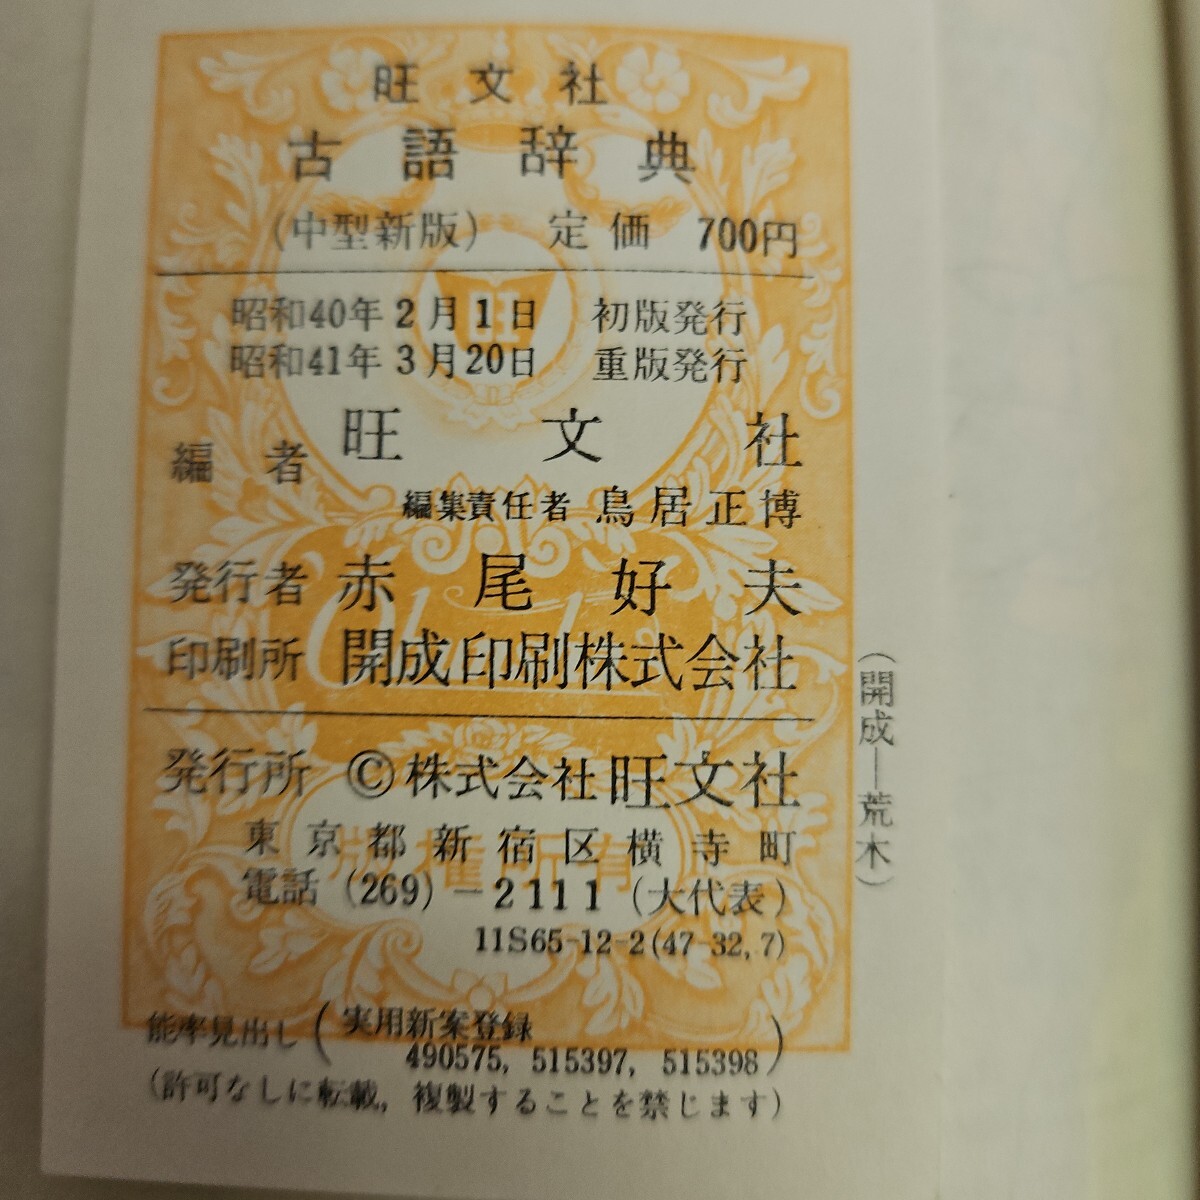 旺文社
古語辞典
(中型新版) 定価 700円
昭和40年2月1日 初版発行
昭和41年3月20日 重版発行
編者 旺文社
編集責任者 鳥居正博
発行者 赤尾好夫
印刷所 開成印刷株式会社
発行所 ©株式会社旺文社
東京都新宿区横寺町
電話 (269)-2111 (大代表)
11S65-12-2(47-32,7)
能率見出し (実用新案登録
490575, 515397, 515398)
(許可なしに転載, 複製することを禁じます)
(開成—荒木)